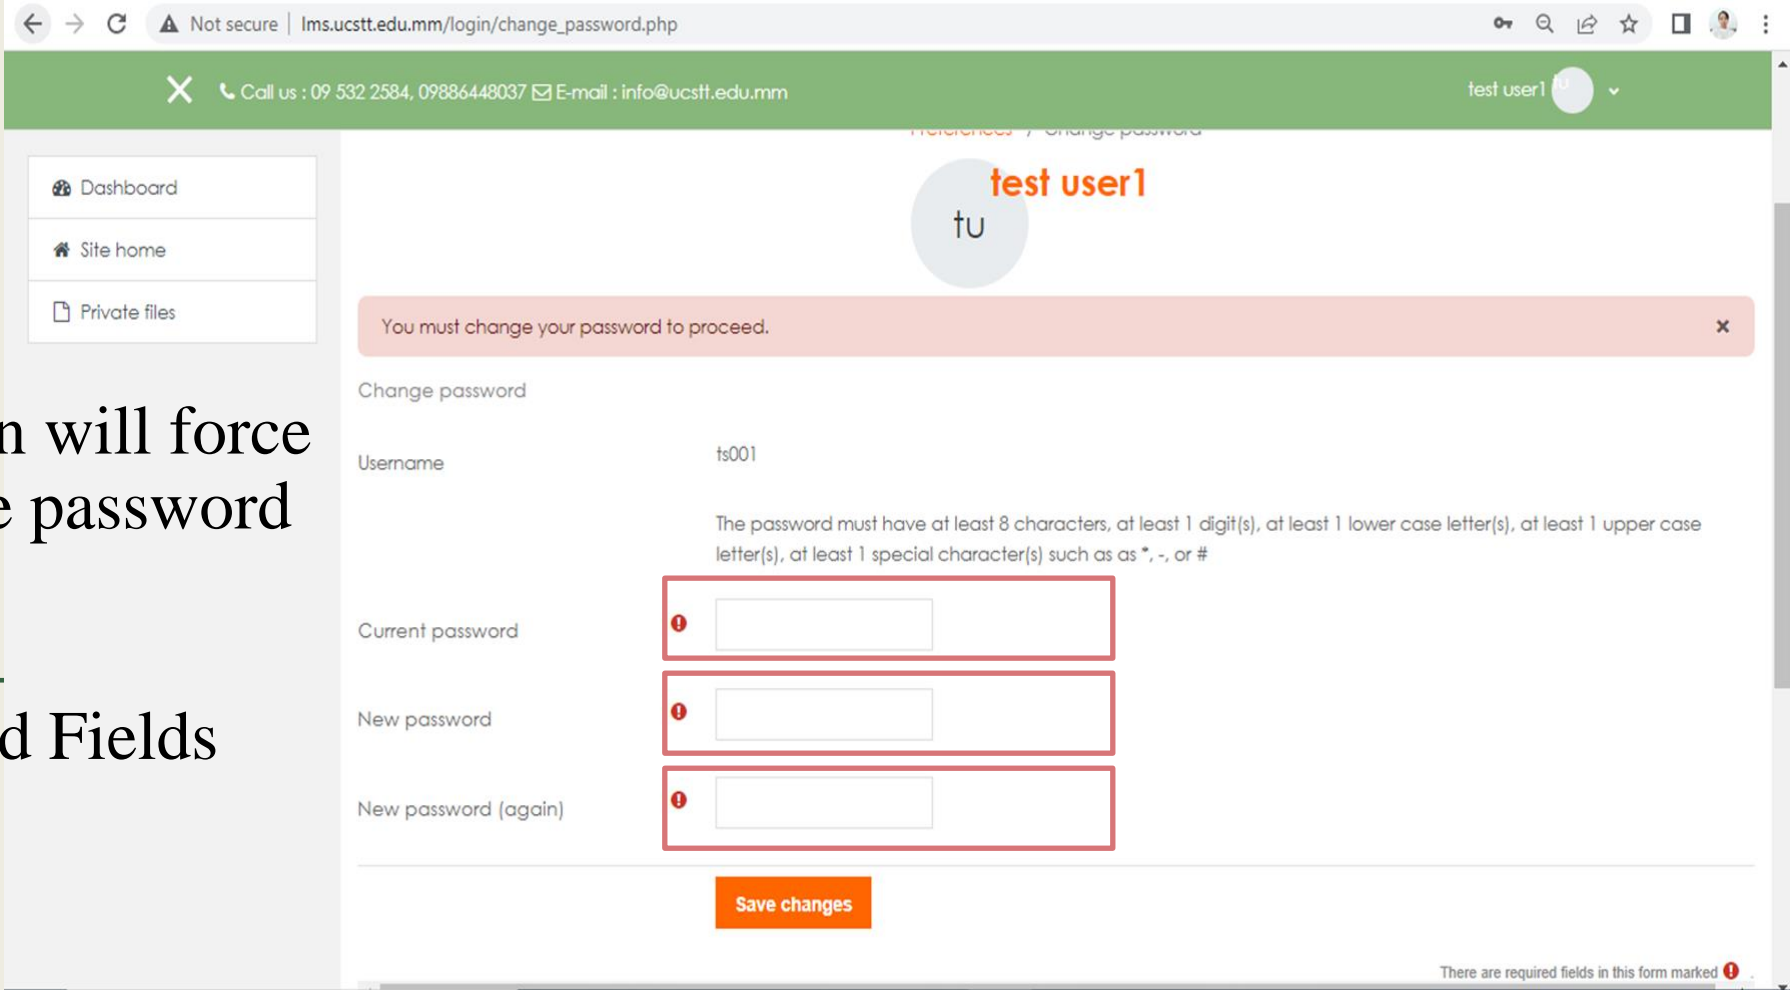 Not secure | lms.ucstt.edu.mm/login/change_password.php
Call us : 09 532 2584, 09886448037 E-mail : info@ucstt.edu.mm
test user1 tu
Preferences / Change password
Dashboard
Site home
Private files
test user1
tu
You must change your password to proceed.
Change password
will force
password
Fields
Username
ts001
The password must have at least 8 characters, at least 1 digit(s), at least 1 lower case letter(s), at least 1 upper case
letter(s), at least 1 special character(s) such as as *, -, or #
Current password
New password
New password (again)
Save changes
There are required fields in this form marked